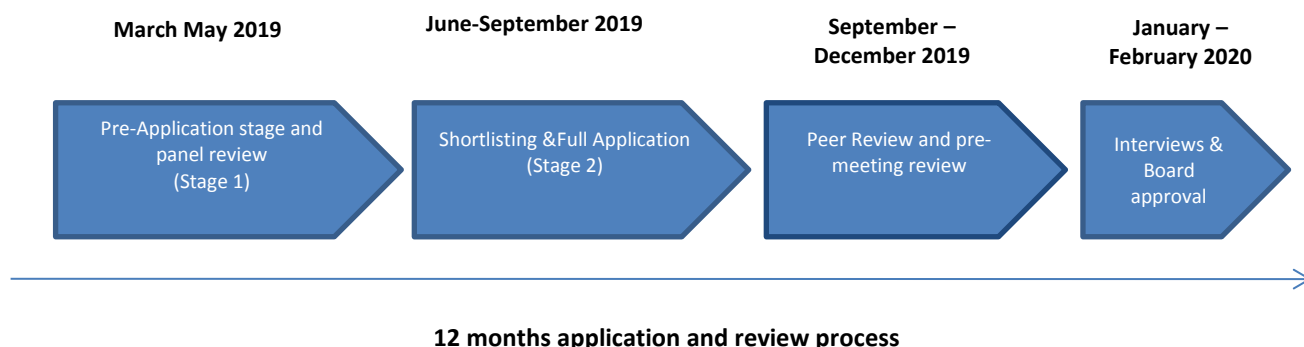 March May 2019
June-September 2019
September –
December 2019
January –
February 2020
Pre-Application stage and
panel review
(Stage 1)
Shortlisting &Full Application
(Stage 2)
Peer Review and pre-
meeting review
Interviews &
Board
approval
12 months application and review process